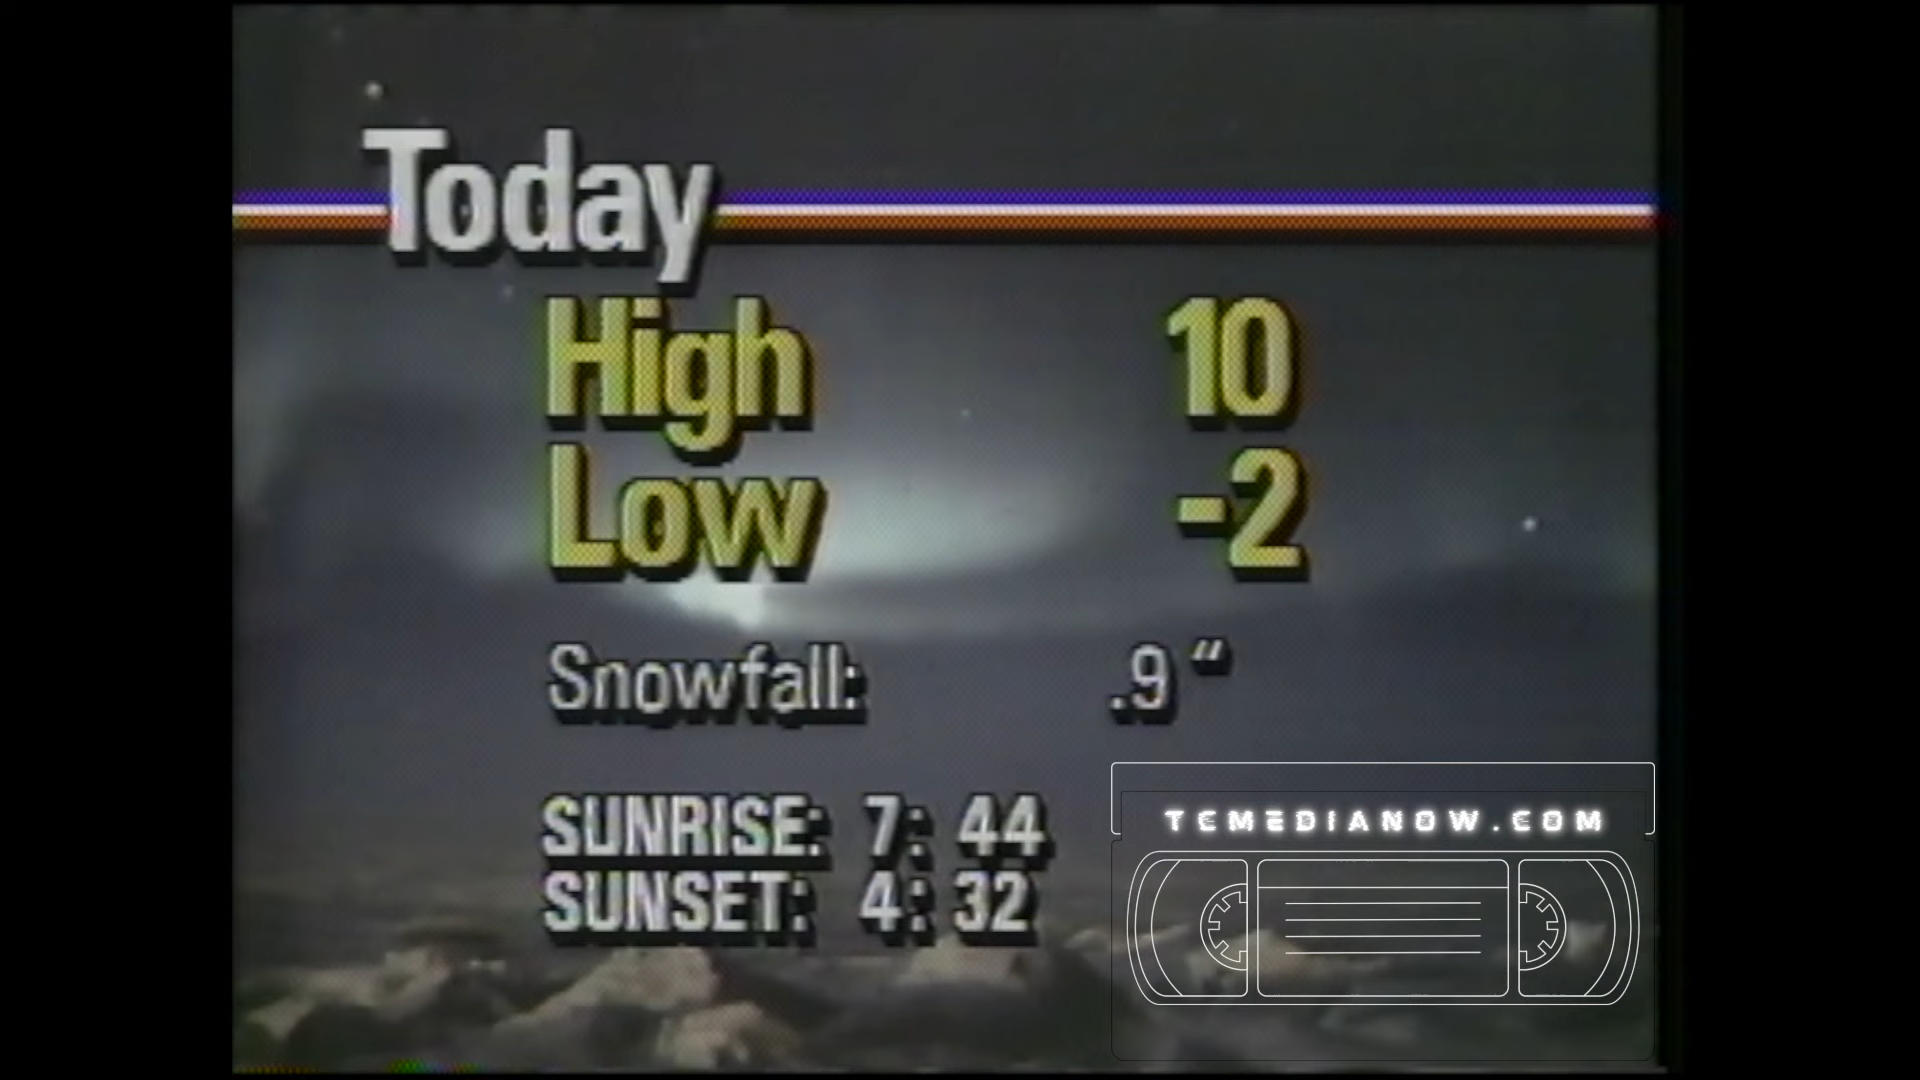 Today
High 10
Low -2
Snowfall: .9 “
SUNRISE: 7: 44
SUNSET: 4: 32
TCMEDIANOW.COM